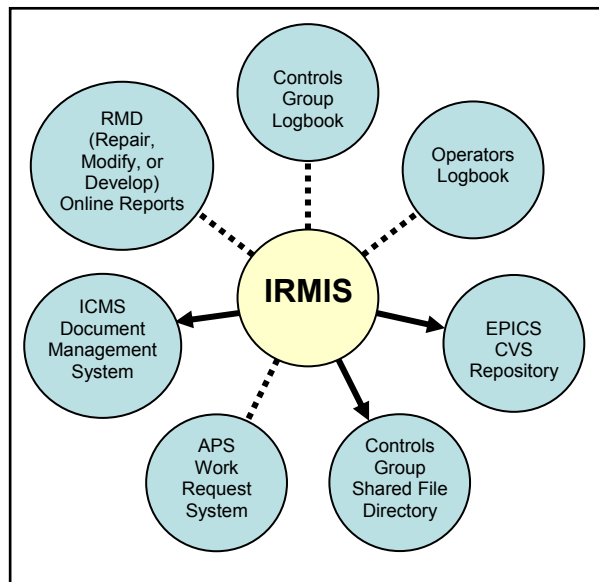 Controls
Group
Logbook
RMD
(Repair,
Modify, or
Develop)
Online Reports
Operators
Logbook
IRMIS
ICMS
Document
Management
System
EPICS
CVS
Repository
APS
Work
Request
System
Controls
Group
Shared File
Directory